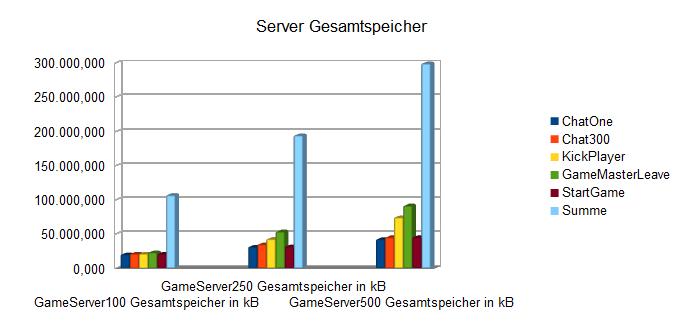 Server Gesamtspeicher
300.000,000
250.000,000
200.000,000
150.000,000
100.000,000
50.000,000
0,000
GameServer250 Gesamtspeicher in kB
GameServer100 Gesamtspeicher in kB
GameServer500 Gesamtspeicher in kB
ChatOne
Chat300
KickPlayer
GameMasterLeave
StartGame
Summe